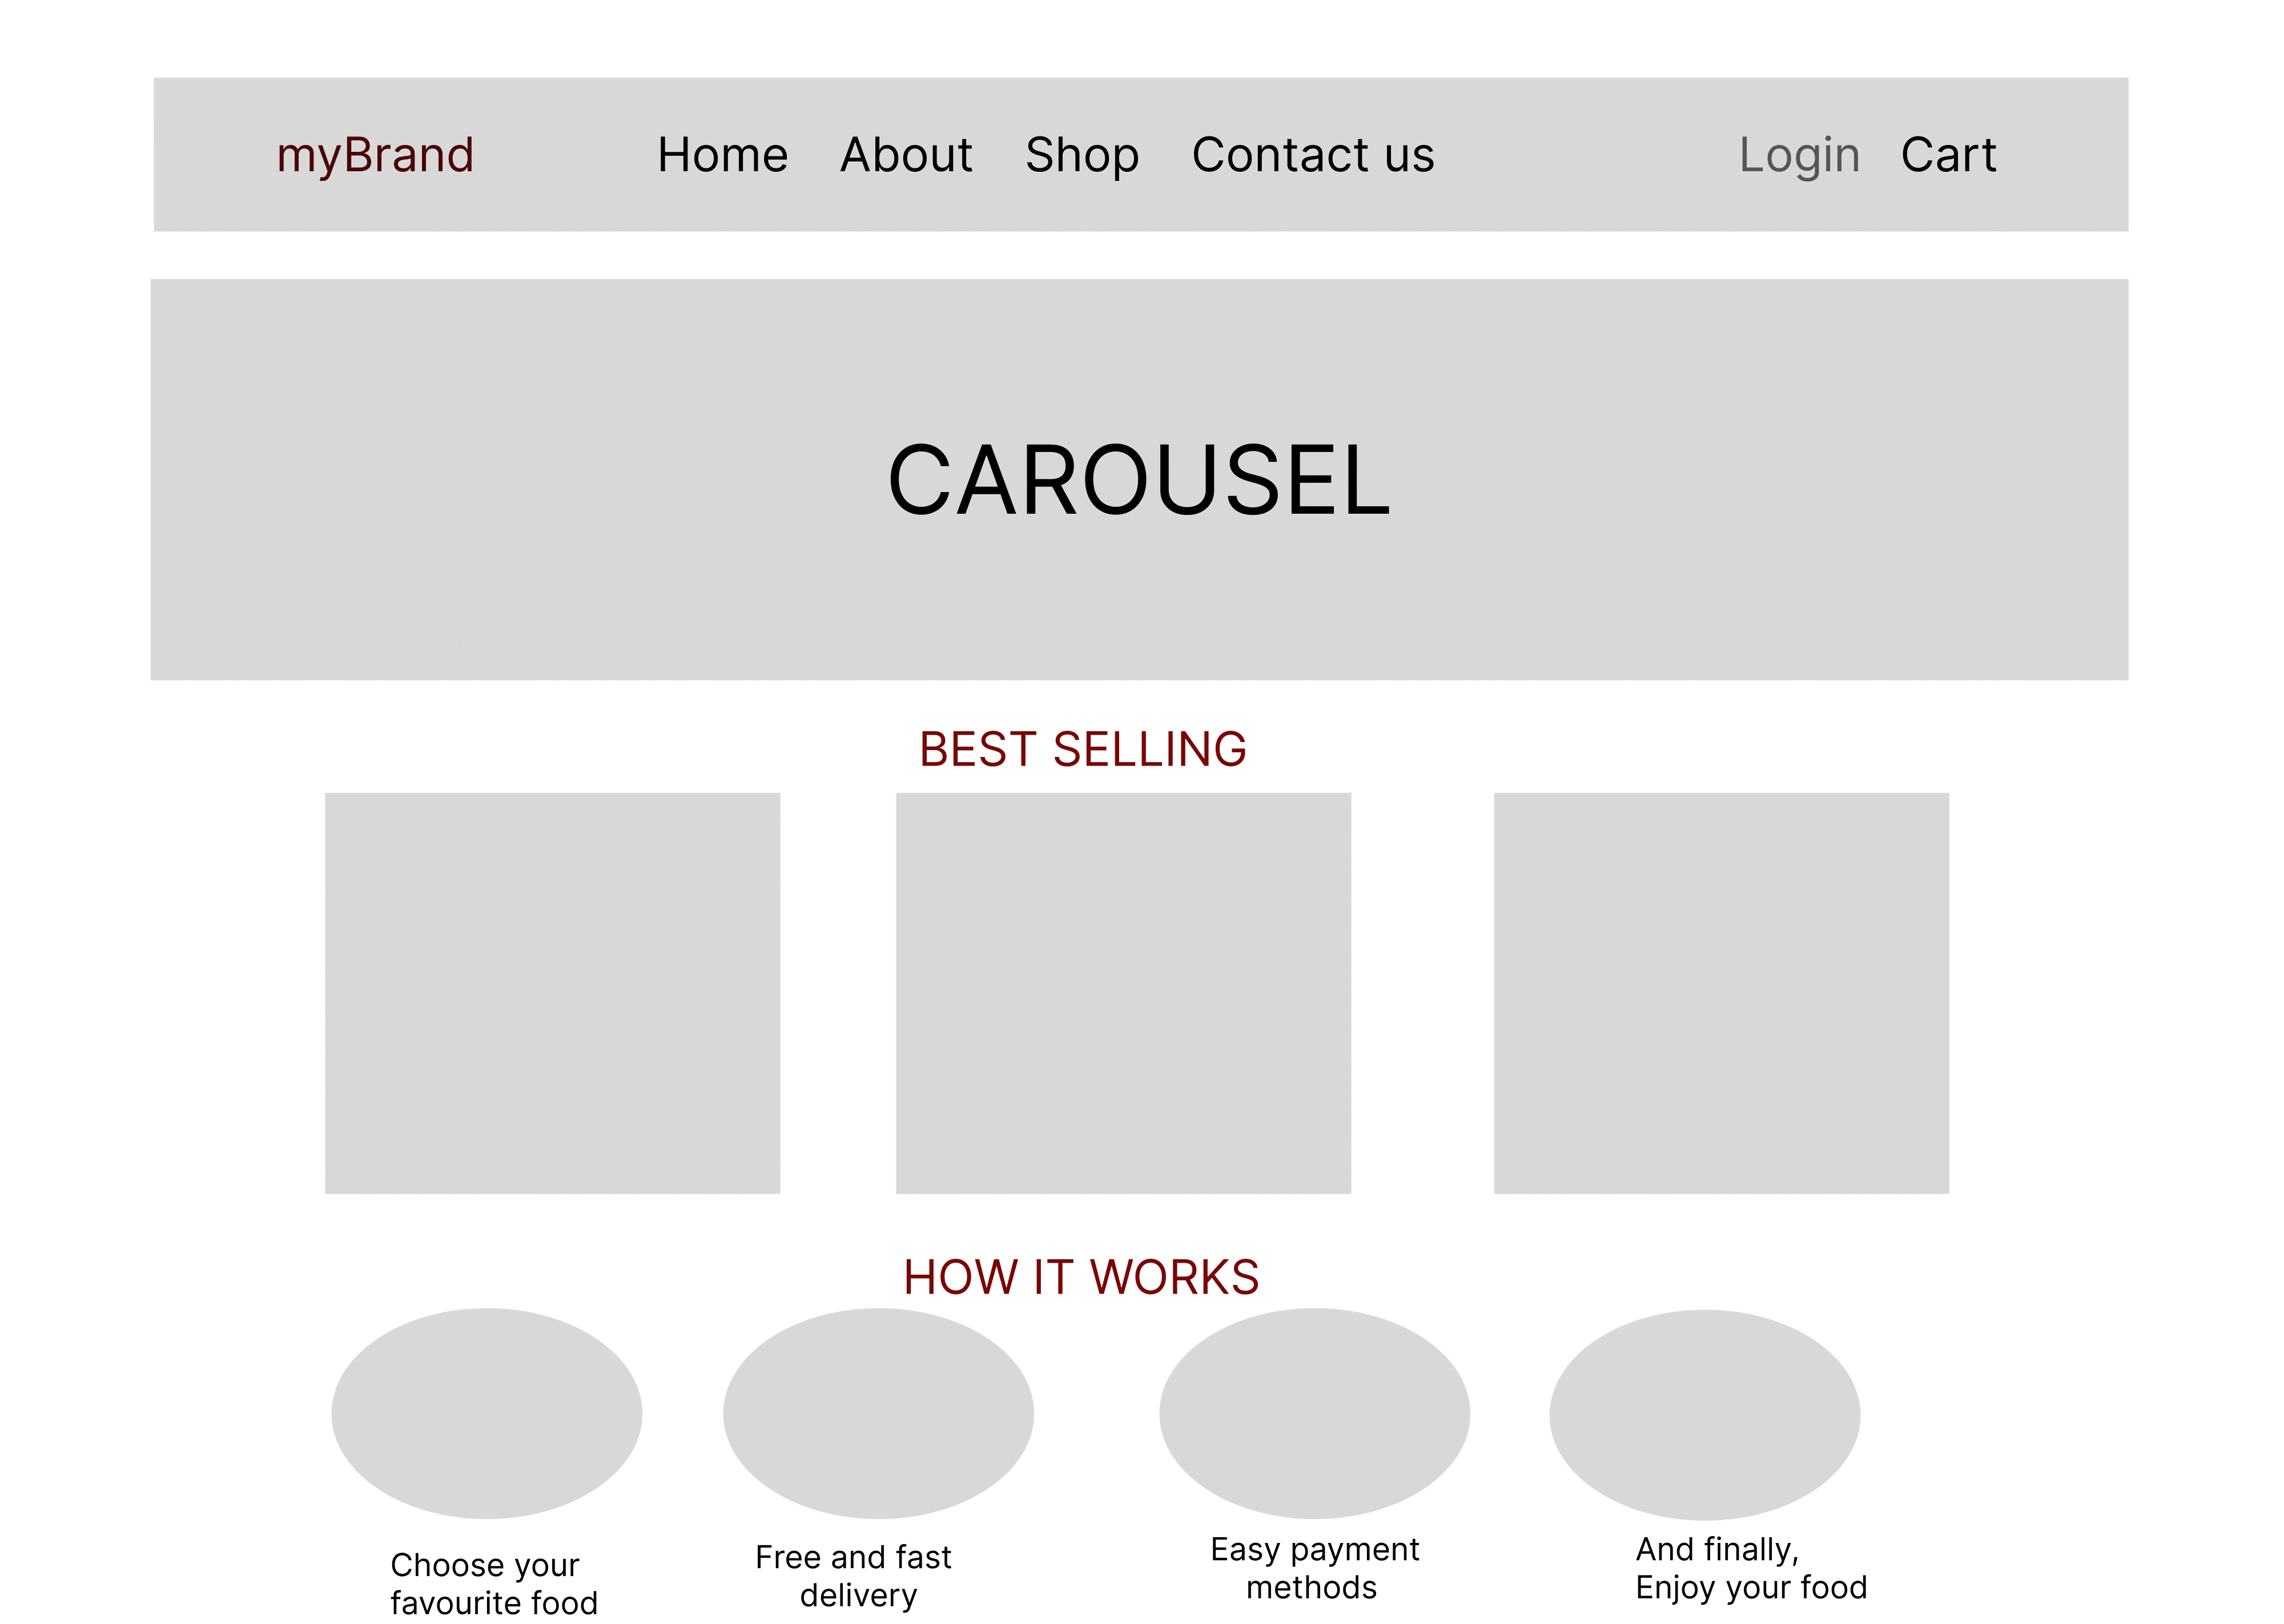 myBrand Home About Shop Contact us Login Cart
CAROUSEL
BEST SELLING
HOW IT WORKS
Choose your
favourite food
Free and fast
delivery
Easy payment
methods
And finally,
Enjoy your food